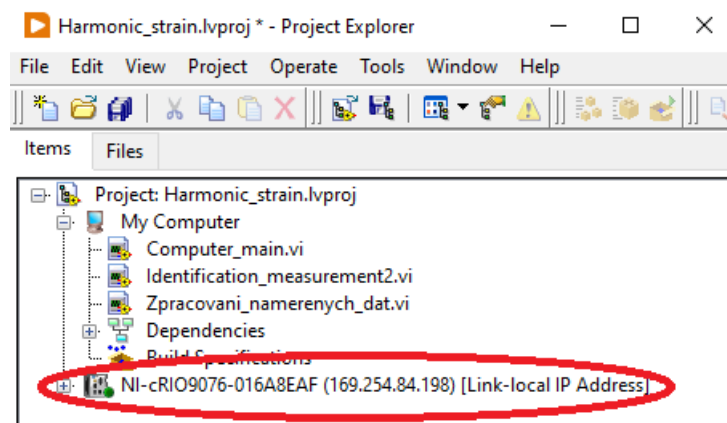 Harmonic_strain.lvproj * - Project Explorer
File Edit View Project Operate Tools Window Help
Items Files
Project: Harmonic_strain.lvproj
My Computer
Computer_main.vi
Identification_measurement2.vi
Zpracovani_namerenych_dat.vi
Dependencies
Build Specifications
NI-cRIO9076-016A8EAF (169.254.84.198) [Link-local IP Address]